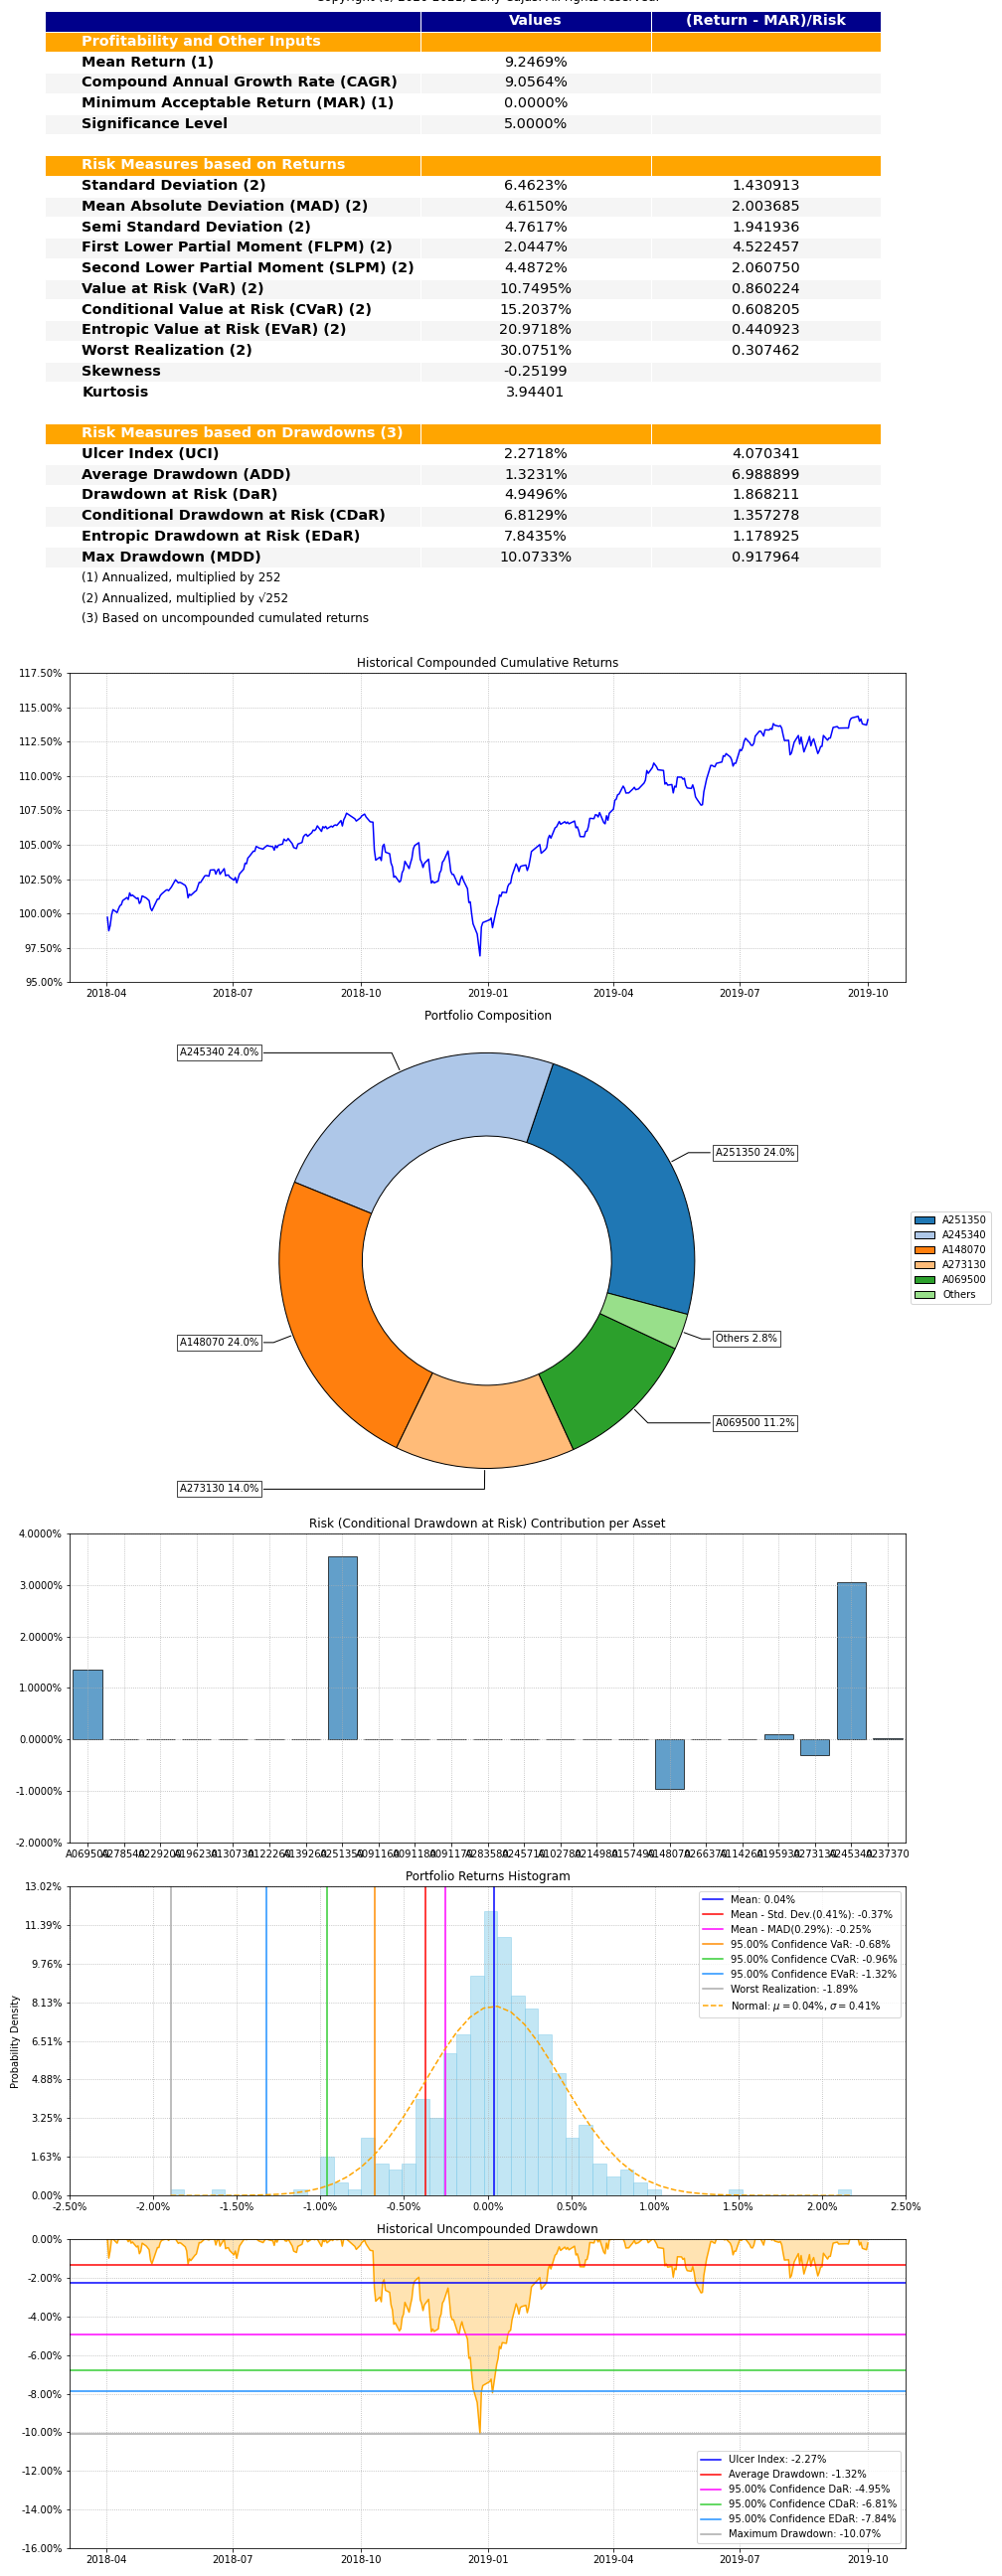 Copyright (c) 2020-2021, Dany Cajas. All rights reserved.
Values (Return - MAR)/Risk
Profitability and Other Inputs
Mean Return (1) 9.2469%
Compound Annual Growth Rate (CAGR) 9.0564%
Minimum Acceptable Return (MAR) (1) 0.0000%
Significance Level 5.0000%
Risk Measures based on Returns
Standard Deviation (2) 6.4623% 1.430913
Mean Absolute Deviation (MAD) (2) 4.6150% 2.003685
Semi Standard Deviation (2) 4.7617% 1.941936
First Lower Partial Moment (FLPM) (2) 2.0447% 4.522457
Second Lower Partial Moment (SLPM) (2) 4.4872% 2.060750
Value at Risk (VaR) (2) 10.7495% 0.860224
Conditional Value at Risk (CVaR) (2) 15.2037% 0.608205
Entropic Value at Risk (EVaR) (2) 20.9718% 0.440923
Worst Realization (2) 30.0751% 0.307462
Skewness -0.25199
Kurtosis 3.94401
Risk Measures based on Drawdowns (3)
Ulcer Index (UCI) 2.2718% 4.070341
Average Drawdown (ADD) 1.3231% 6.988899
Drawdown at Risk (DaR) 4.9496% 1.868211
Conditional Drawdown at Risk (CDaR) 6.8129% 1.357278
Entropic Drawdown at Risk (EDaR) 7.8435% 1.178925
Max Drawdown (MDD) 10.0733% 0.917964
(1) Annualized, multiplied by 252
(2) Annualized, multiplied by √252
(3) Based on uncompounded cumulated returns
Historical Compounded Cumulative Returns
117.50%
115.00%
112.50%
110.00%
107.50%
105.00%
102.50%
100.00%
97.50%
95.00%
2018-04 2018-07 2018-10 2019-01 2019-04 2019-07 2019-10
Portfolio Composition
A245340 24.0%
A251350 24.0%
A148070 24.0%
Others 2.8%
A069500 11.2%
A273130 14.0%
A251350
A245340
A148070
A273130
A069500
Others
Risk (Conditional Drawdown at Risk) Contribution per Asset
4.0000%
3.0000%
2.0000%
1.0000%
0.0000%
-1.0000%
-2.0000%
A237370
Portfolio Returns Histogram
Probability Density
13.02%
11.39%
9.76%
8.13%
6.51%
4.88%
3.25%
1.63%
0.00%
-2.50% -2.00% -1.50% -1.00% -0.50% 0.00% 0.50% 1.00% 1.50% 2.00% 2.50%
Mean: 0.04%
Mean - Std. Dev.(0.41%): -0.37%
Mean - MAD(0.29%): -0.25%
95.00% Confidence VaR: -0.68%
95.00% Confidence CVaR: -0.96%
95.00% Confidence EVaR: -1.32%
Worst Realization: -1.89%
Normal: μ = 0.04%, σ = 0.41%
Historical Uncompounded Drawdown
0.00%
-2.00%
-4.00%
-6.00%
-8.00%
-10.00%
-12.00%
-14.00%
-16.00%
2018-04 2018-07 2018-10 2019-01 2019-04 2019-07 2019-10
Ulcer Index: -2.27%
Average Drawdown: -1.32%
95.00% Confidence DaR: -4.95%
95.00% Confidence CDaR: -6.81%
95.00% Confidence EDaR: -7.84%
Maximum Drawdown: -10.07%